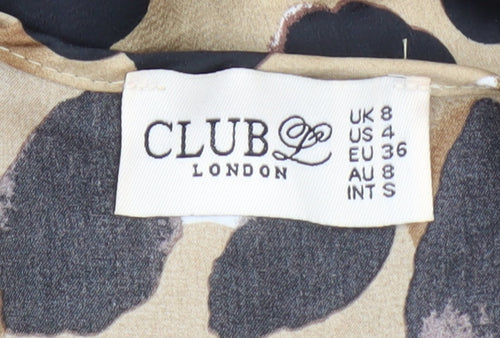 CLUB L
LONDON
UK 8
US 4
EU 36
AU 8
INT S